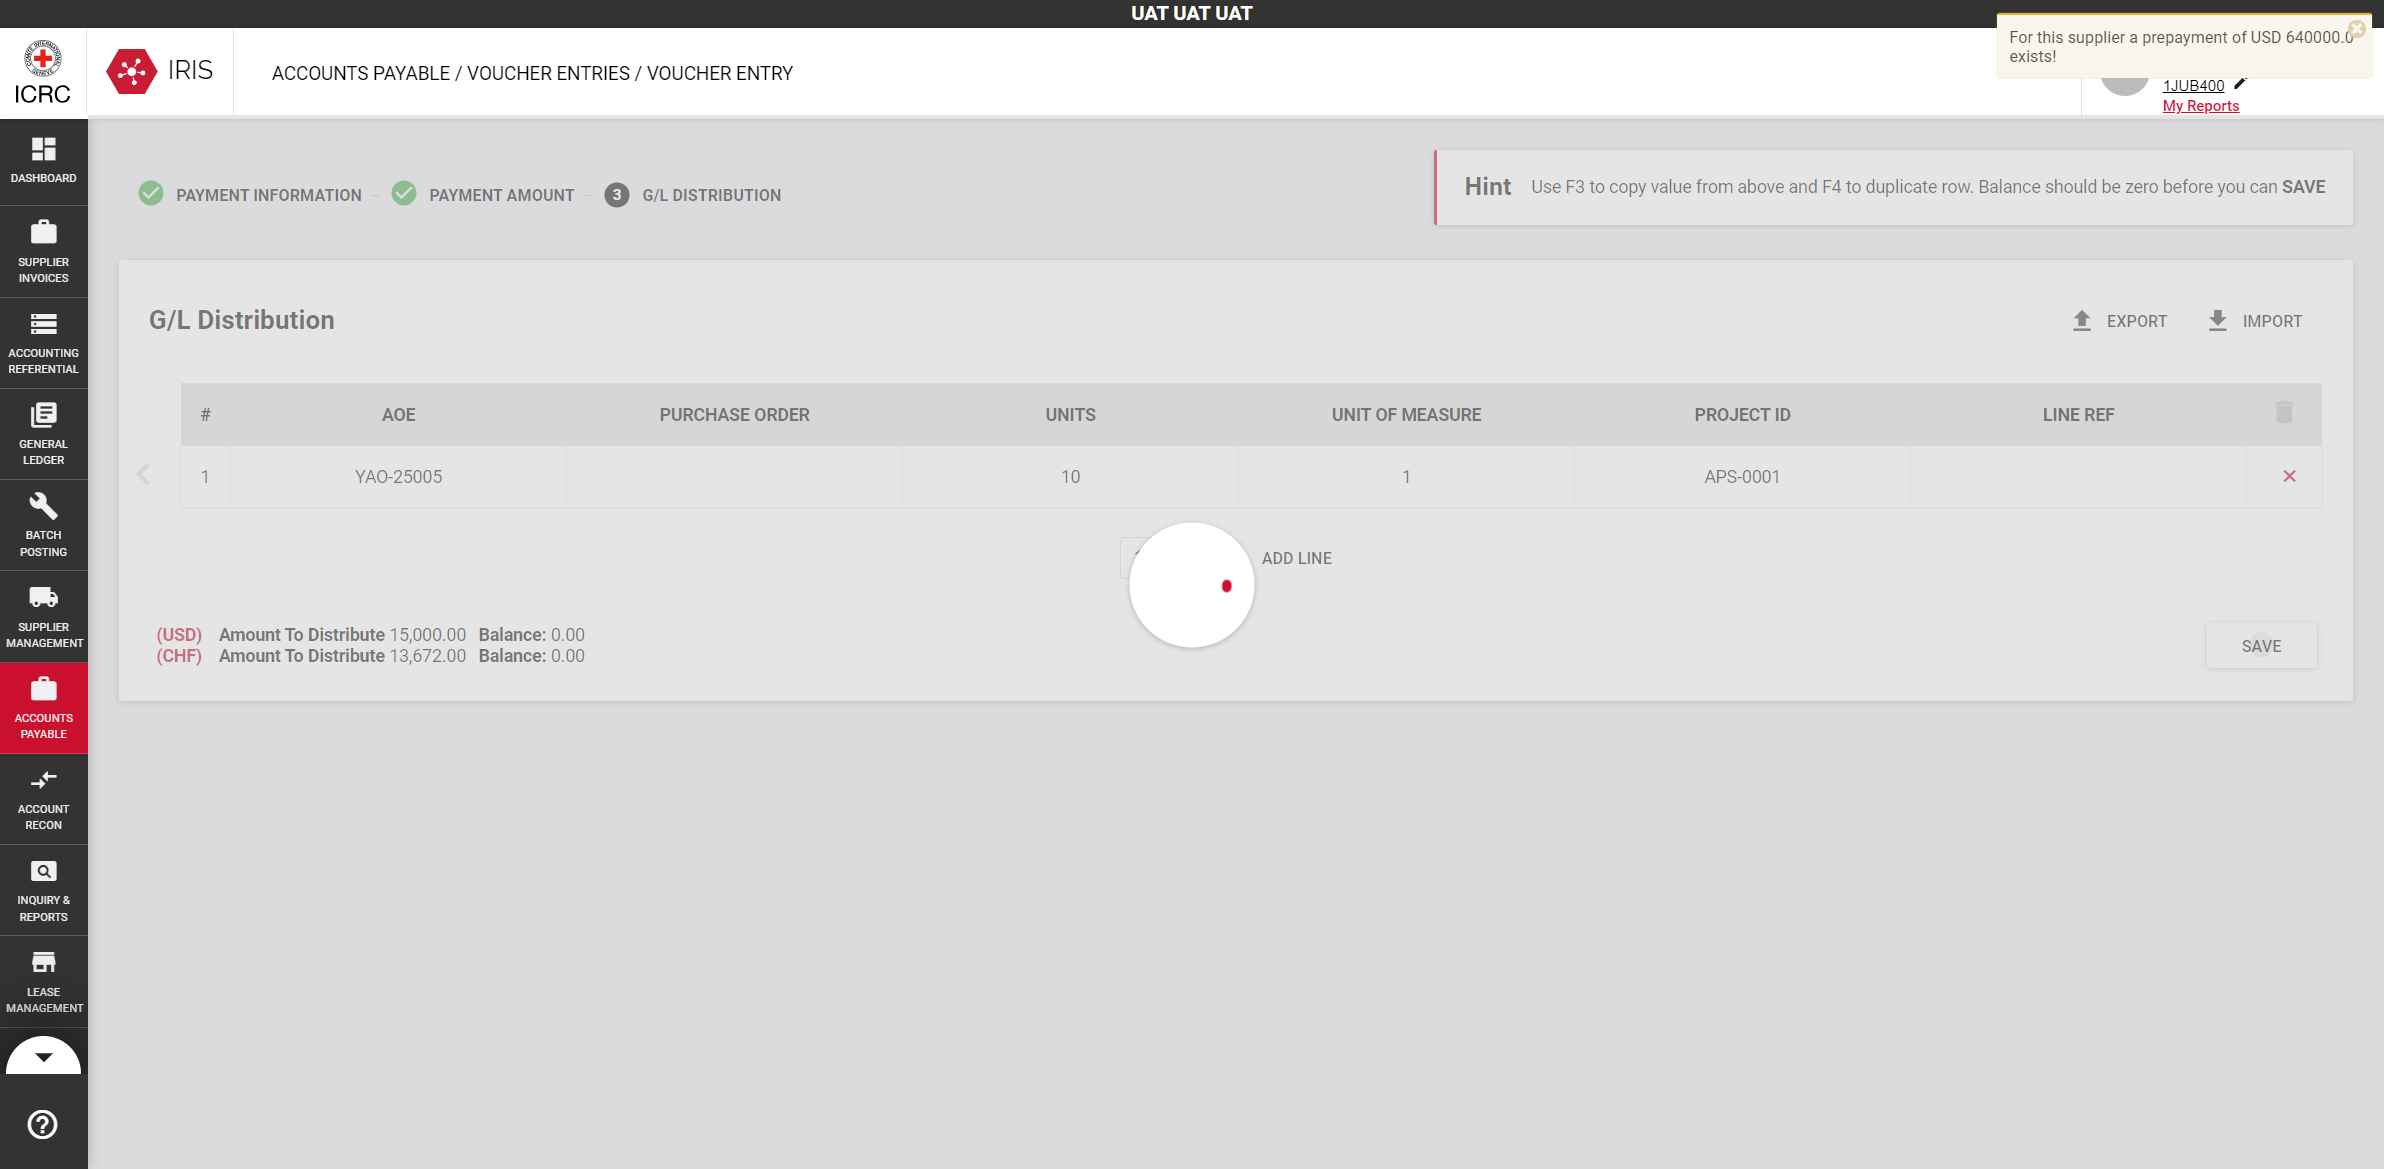 UAT UAT UAT
For this supplier a prepayment of USD 640000.0
exists!
ICRC
IRIS
ACCOUNTS PAYABLE / VOUCHER ENTRIES / VOUCHER ENTRY
1JUB400
My Reports
DASHBOARD
SUPPLIER
INVOICES
ACCOUNTING
REFERENTIAL
GENERAL
LEDGER
BATCH
POSTING
SUPPLIER
MANAGEMENT
ACCOUNTS
PAYABLE
ACCOUNT
RECON
INQUIRY &
REPORTS
LEASE
MANAGEMENT
PAYMENT INFORMATION – PAYMENT AMOUNT – 3 G/L DISTRIBUTION
Hint Use F3 to copy value from above and F4 to duplicate row. Balance should be zero before you can SAVE
G/L Distribution
EXPORT IMPORT
# AOE PURCHASE ORDER UNITS UNIT OF MEASURE PROJECT ID LINE REF
1 YAO-25005 10 1 APS-0001
ADD LINE
(USD) Amount To Distribute 15,000.00 Balance: 0.00
(CHF) Amount To Distribute 13,672.00 Balance: 0.00
SAVE